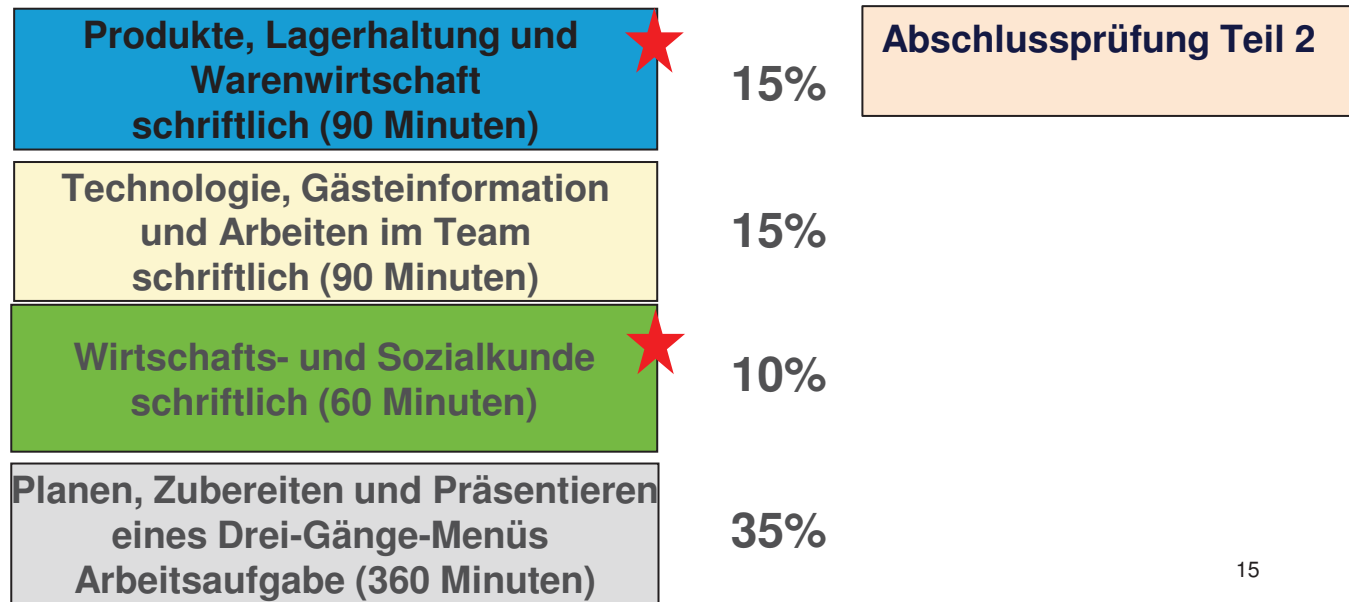 Produkte, Lagerhaltung und
Warenwirtschaft
schriftlich (90 Minuten)
15%
Abschlussprüfung Teil 2
Technologie, Gästeinformation
und Arbeiten im Team
schriftlich (90 Minuten)
15%
Wirtschafts- und Sozialkunde
schriftlich (60 Minuten)
10%
Planen, Zubereiten und Präsentieren
eines Drei-Gänge-Menüs
Arbeitsaufgabe (360 Minuten)
35%
15